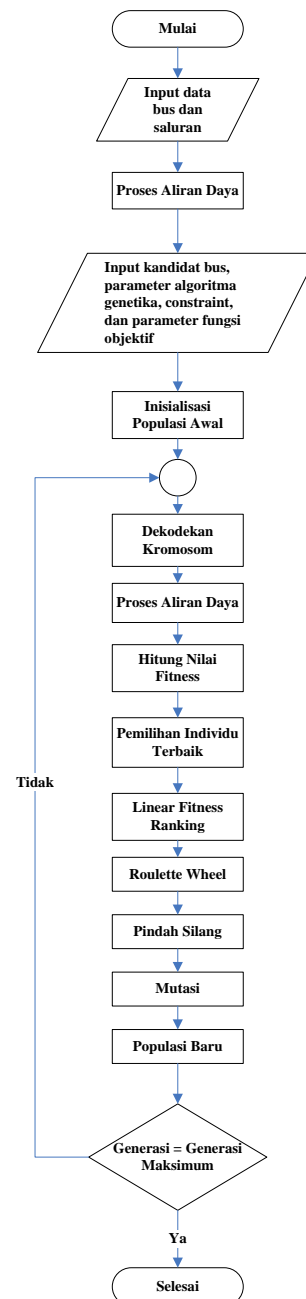 Mulai
Input data
bus dan
saluran
Proses Aliran Daya
Input kandidat bus,
parameter algoritma
genetika, constraint,
dan parameter fungsi
objektif
Inisialisasi
Populasi Awal
Dekodekan
Kromosom
Proses Aliran Daya
Hitung Nilai
Fitness
Pemilihan Individu
Terbaik
Tidak
Linear Fitness
Ranking
Roulette Wheel
Pindah Silang
Mutasi
Populasi Baru
Generasi = Generasi
Maksimum
Ya
Selesai